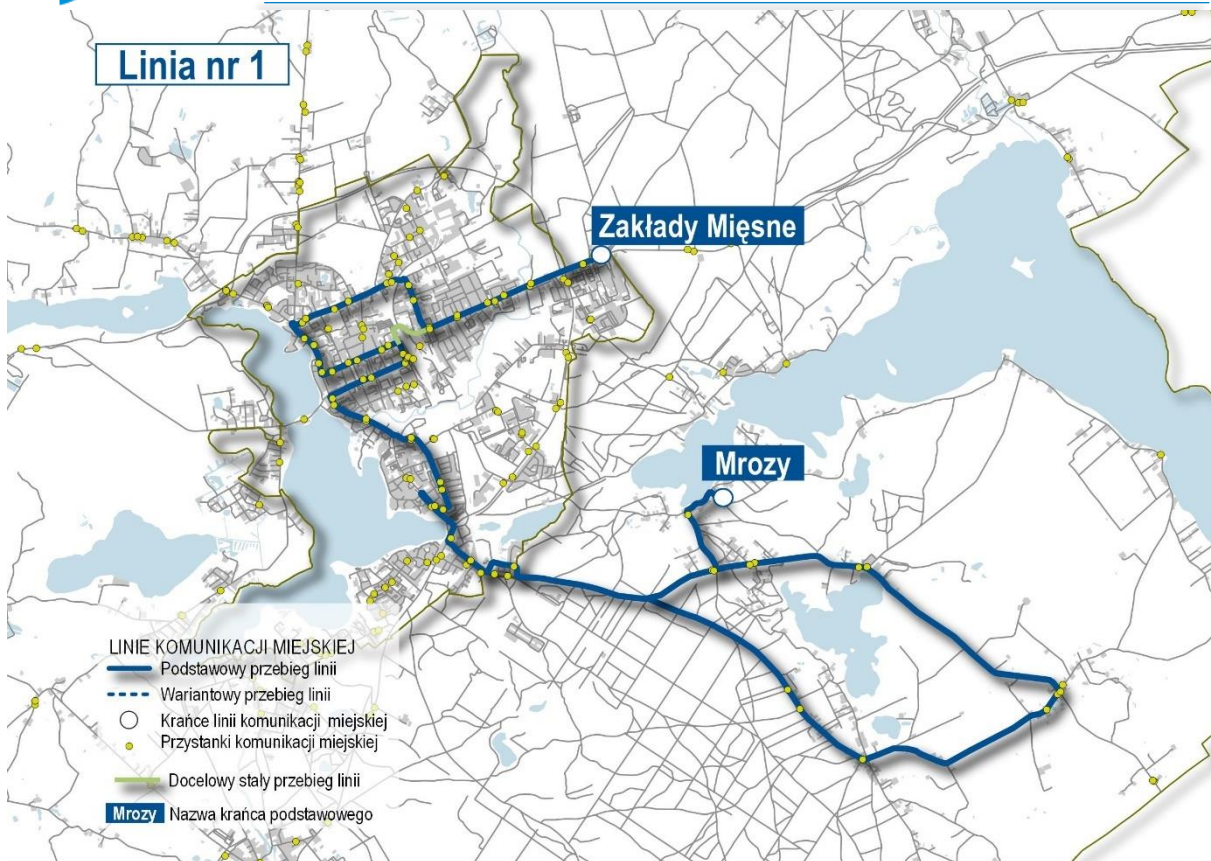 Linia nr 1
Zakłady Mięsne
Mrozy
LINIE KOMUNIKACJI MIEJSKIEJ
Podstawowy przebieg linii
Wariantowy przebieg linii
Krańce linii komunikacji miejskiej
Przystanki komunikacji miejskiej
Docelowy stały przebieg linii
Mrozy Nazwa krańca podstawowego